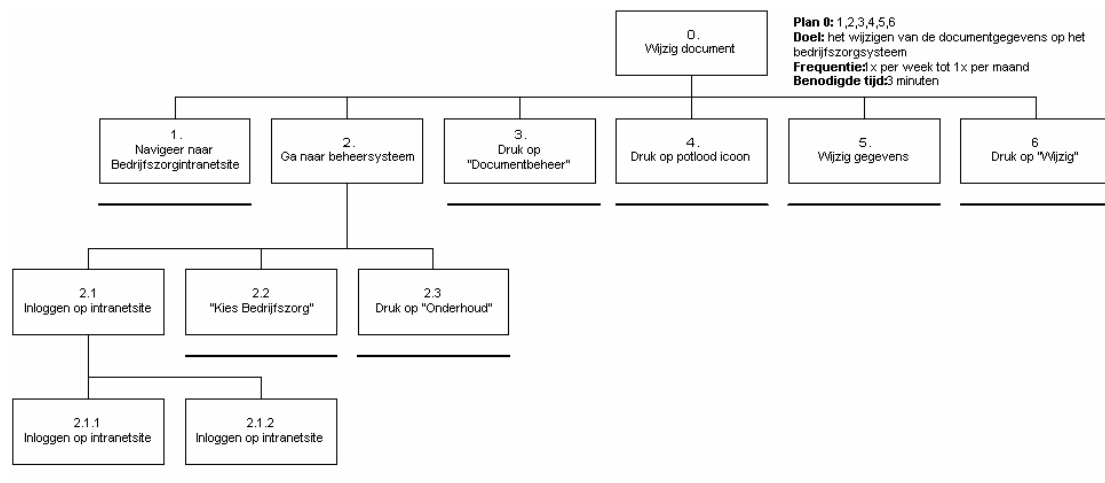 0.
Wijzig document
Plan 0: 1,2,3,4,5,6
Doel: het wijzigen van de documentgegevens op het
bedrijfszorgsysteem
Frequentie:1x per week tot 1x per maand
Benodigde tijd:3 minuten
1.
Navigeer naar
Bedrijfszorgintranetsite
2.
Ga naar beheersysteem
3.
Druk op
"Documentbeheer"
4.
Druk op potlood icoon
5.
Wijzig gegevens
6
Druk op "Wijzig"
2.1
Inloggen op intranetsite
2.2
"Kies Bedrijfszorg"
2.3
Druk op "Onderhoud"
2.1.1
Inloggen op intranetsite
2.1.2
Inloggen op intranetsite